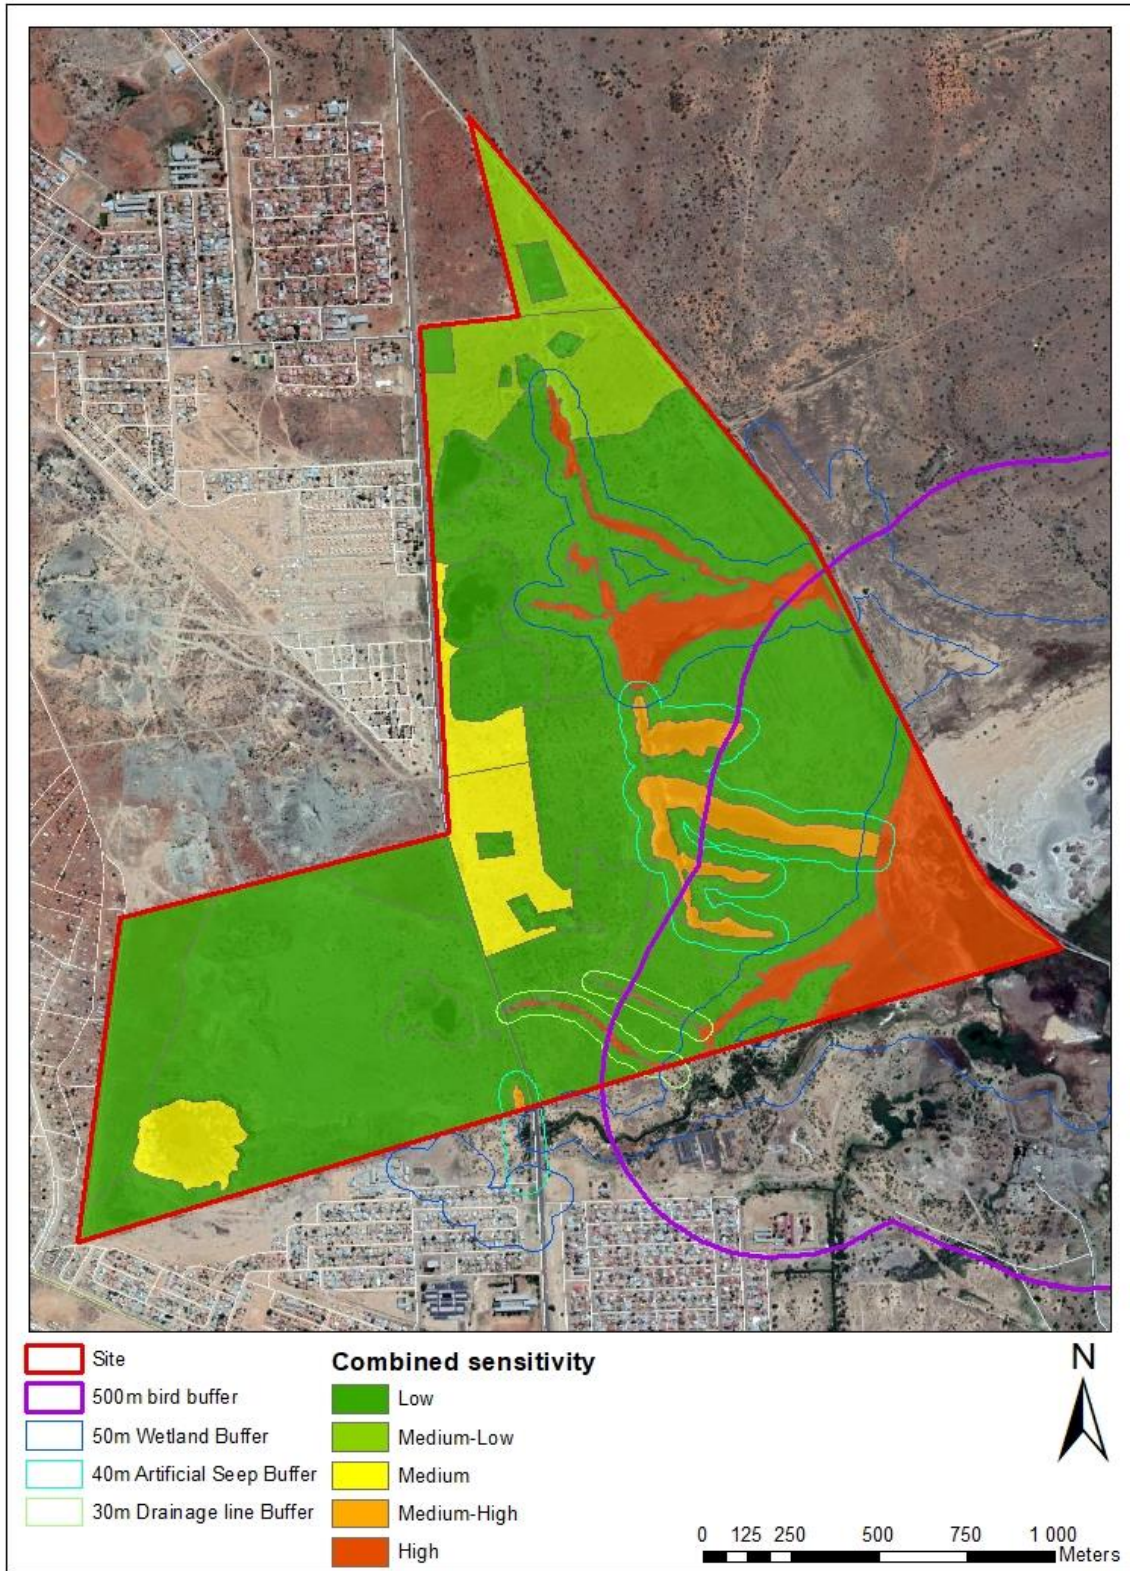 Site
500m bird buffer
50m Wetland Buffer
40m Artificial Seep Buffer
30m Drainage line Buffer
Combined sensitivity
Low
Medium-Low
Medium
Medium-High
High
N
0 125 250 500 750 1 000
Meters